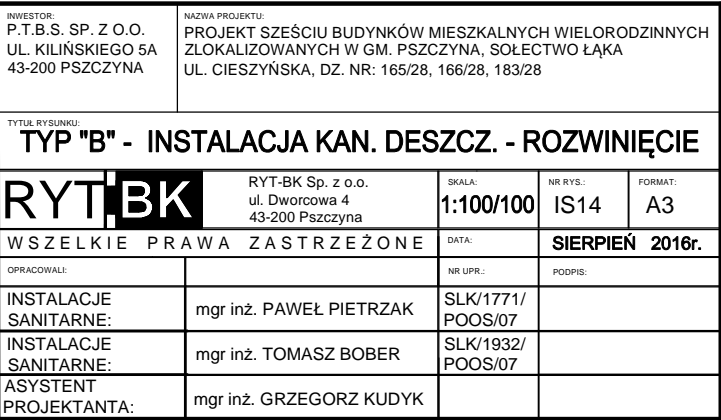 INWESTOR:
P.T.B.S. SP. Z O.O.
UL. KILIŃSKIEGO 5A
43-200 PSZCZYNA
NAZWA PROJEKTU:
PROJEKT SZEŚCIU BUDYNKÓW MIESZKALNYCH WIELORODZINNYCH
ZLOKALIZOWANYCH W GM. PSZCZYNA, SOŁECTWO ŁĄKA
UL. CIESZYŃSKA, DZ. NR: 165/28, 166/28, 183/28
TYTUŁ RYSUNKU:
TYP "B" - INSTALACJA KAN. DESZCZ. - ROZWINIĘCIE
RYT-BK
RYT-BK Sp. z o.o.
ul. Dworcowa 4
43-200 Pszczyna
SKALA:
1:100/100
NR RYS.:
IS14
FORMAT:
A3
WSZELKIE PRAWA ZASTRZEŻONE
DATA:
SIERPIEŃ 2016r.
OPRACOWALI:
NR UPR.:
PODPIS:
INSTALACJE
SANITARNE:
mgr inż. PAWEŁ PIETRZAK
SLK/1771/
POOS/07
INSTALACJE
SANITARNE:
mgr inż. TOMASZ BOBER
SLK/1932/
POOS/07
ASYSTENT
PROJEKTANTA:
mgr inż. GRZEGORZ KUDYK